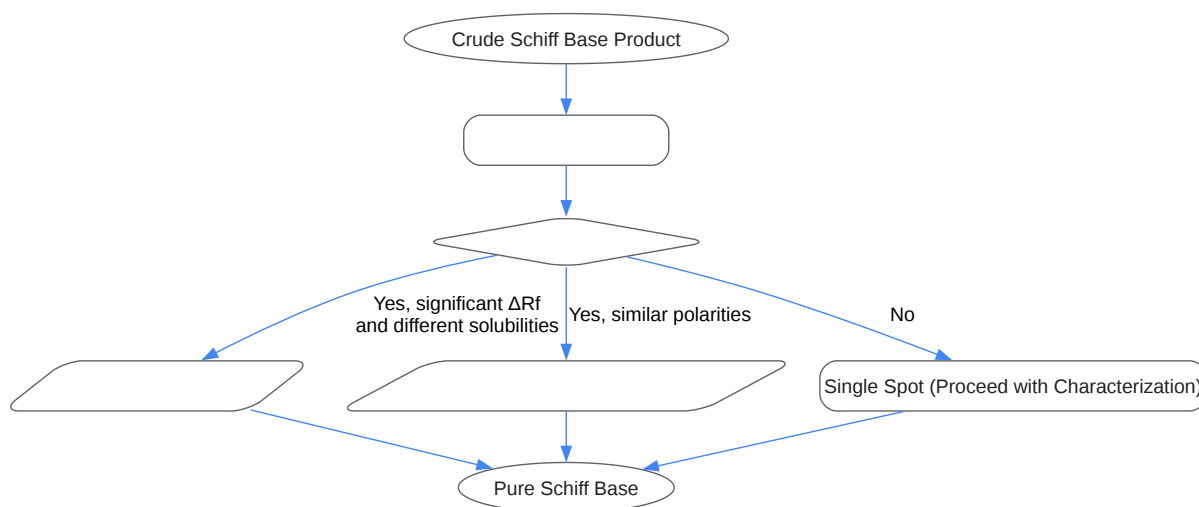 Crude Schiff Base Product
Yes, significant ΔRf
and different solubilities
Yes, similar polarities
No
Single Spot (Proceed with Characterization)
Pure Schiff Base